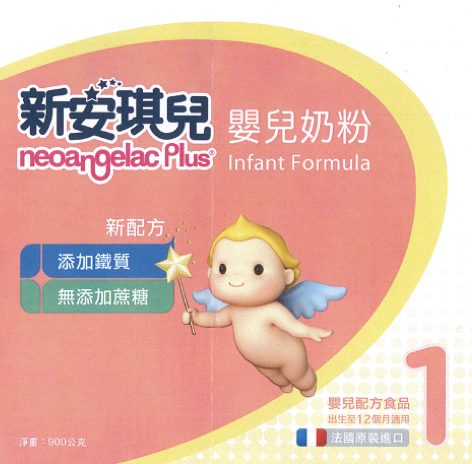 新安琪兒
neoangelac Plus®
嬰兒奶粉
Infant Formula
新配方
添加鐵質
無添加蔗糖
1
嬰兒配方食品
出生至12個月適用
法國原裝進口
淨重：900公克